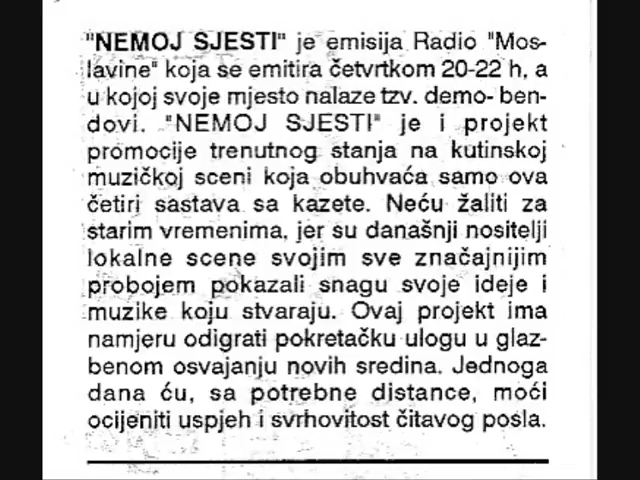 "NEMOJ SJESTI" je emisija Radio "Mos-
lavine" koja se emitira četvrtkom 20-22 h, a
u kojoj svoje mjesto nalaze tzv. demo- ben-
dovi. "NEMOJ SJESTI" je i projekt
promocije trenutnog stanja na kutinskoj
muzičkoj sceni koja obuhvaća samo ova
četiri sastava sa kazete. Neću žaliti za
starim vremenima, jer su današnji nositelji
lokalne scene svojim sve značajnijim
probojem pokazali snagu svoje ideje i
muzike koju stvaraju. Ovaj projekt ima
namjeru odigrati pokretačku ulogu u glaz-
benom osvajanju novih sredina. Jednoga
dana ću, sa potrebne distance, moći
ocijeniti uspjeh i svrhovitost čitavog posla.